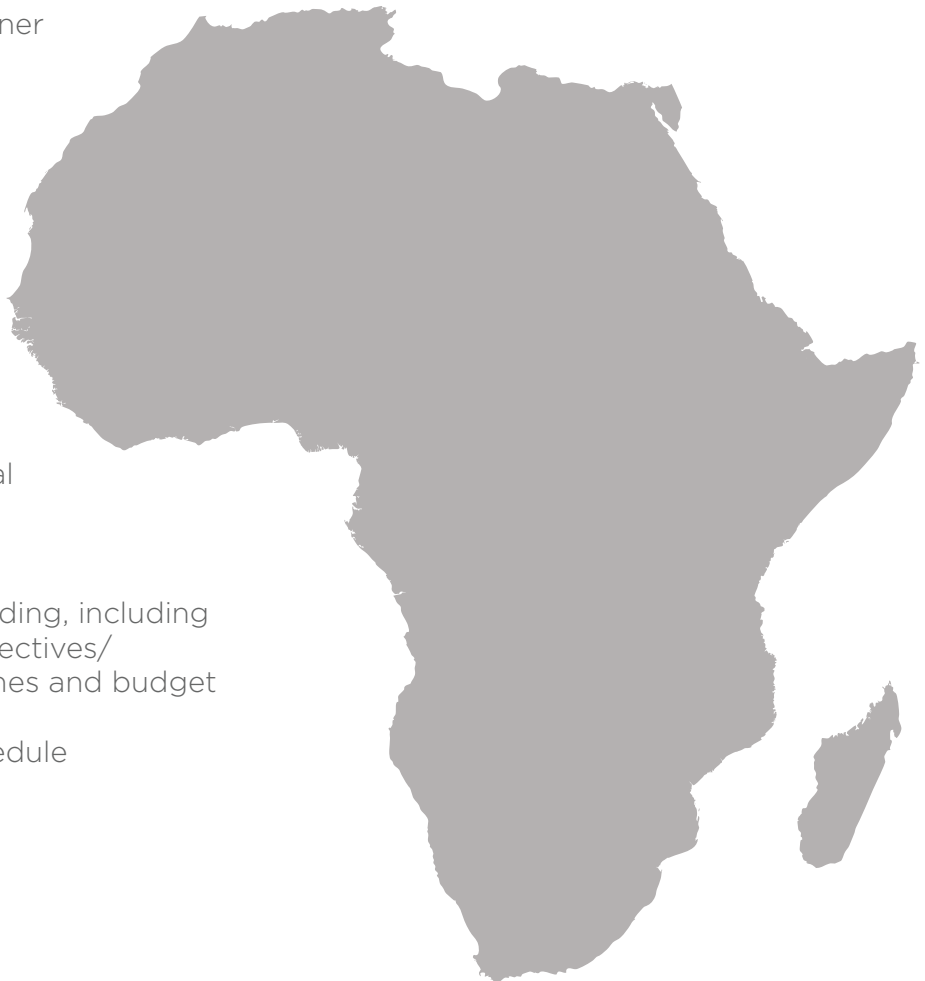 ner
al
ding, including
ectives/
nes and budget
edule